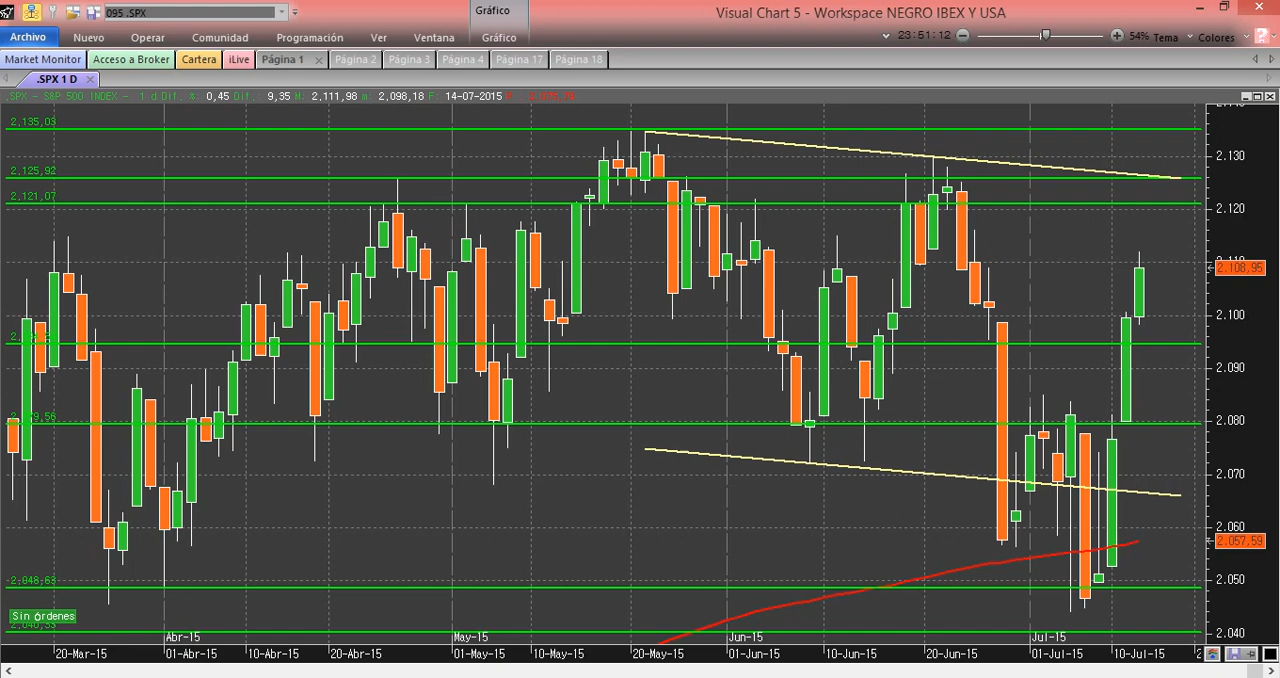 095 .SPX
Gráfico
Visual Chart 5 - Workspace NEGRO IBEX Y USA
Archivo Nuevo Operar Comunidad Programación Ver Ventana Gráfico
23:51:12 54% Tema Colores
Market Monitor Acceso a Broker Cartera iLive Página 1 Página 2 Página 3 Página 4 Página 17 Página 18
.SPX 1 D
.SPX - S&P 500 INDEX - 1 d Dif. %: 0,45 Dif.: 9,35 M: 2,111,98 m: 2,098,18 F: 14-07-2015
2,135,03
2.130
2,125,92
2,121,07
2.120
2.108,95
2.100
2.090
2.080
2.070
2.060
2.057,59
2.050
2,048,63
Sin órdenes
2.040
Abr-15 May-15 Jun-15 Jul-15
20-Mar-15 01-Abr-15 10-Abr-15 20-Abr-15 01-May-15 10-May-15 20-May-15 01-Jun-15 10-Jun-15 20-Jun-15 01-Jul-15 10-Jul-15